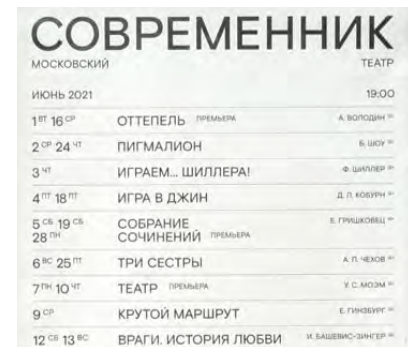 СОВРЕМЕННИК
МОСКОВСКИЙ ТЕАТР
ИЮНЬ 2021 19:00
1 ВТ 16 СР ОТТЕПЕЛЬ ПРЕМЬЕРА А. ВОЛОДИН
2 СР 24 ЧТ ПИГМАЛИОН Б. ШОУ
3 ЧТ ИГРАЕМ... ШИЛЛЕРА! Ф. ШИЛЛЕР
4 ПТ 18 ПТ ИГРА В ДЖИН Д. Л. КОБУРН
5 СБ 19 СБ СОБРАНИЕ Е. ГРИШКОВЕЦ
28 ПН СОЧИНЕНИЙ ПРЕМЬЕРА
6 ВС 25 ПТ ТРИ СЕСТРЫ А. П. ЧЕХОВ
7 ПН 10 ЧТ ТЕАТР ПРЕМЬЕРА У. С. МОЭМ
9 СР КРУТОЙ МАРШРУТ Е. ГИНЗБУРГ
12 СБ 13 ВС ВРАГИ. ИСТОРИЯ ЛЮБВИ И. БАШЕВИС-ЗИНГЕР